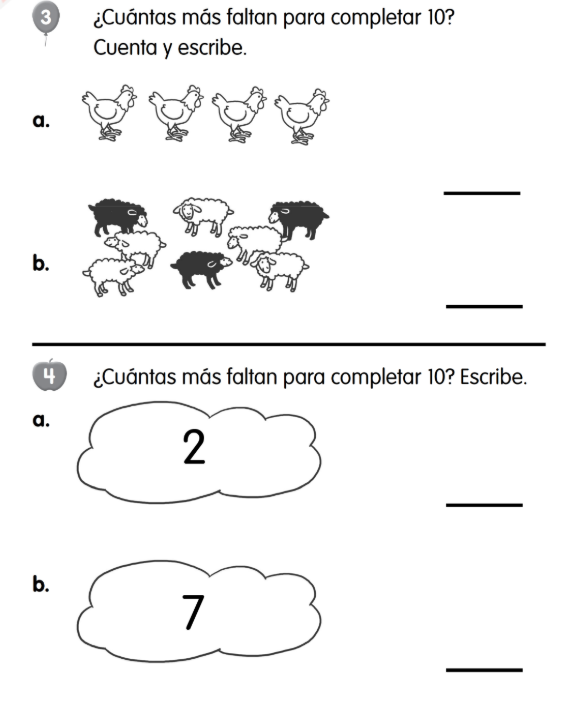 3
¿Cuántas más faltan para completar 10?
Cuenta y escribe.
a.
b.
4
¿Cuántas más faltan para completar 10? Escribe.
a.
2
b.
7